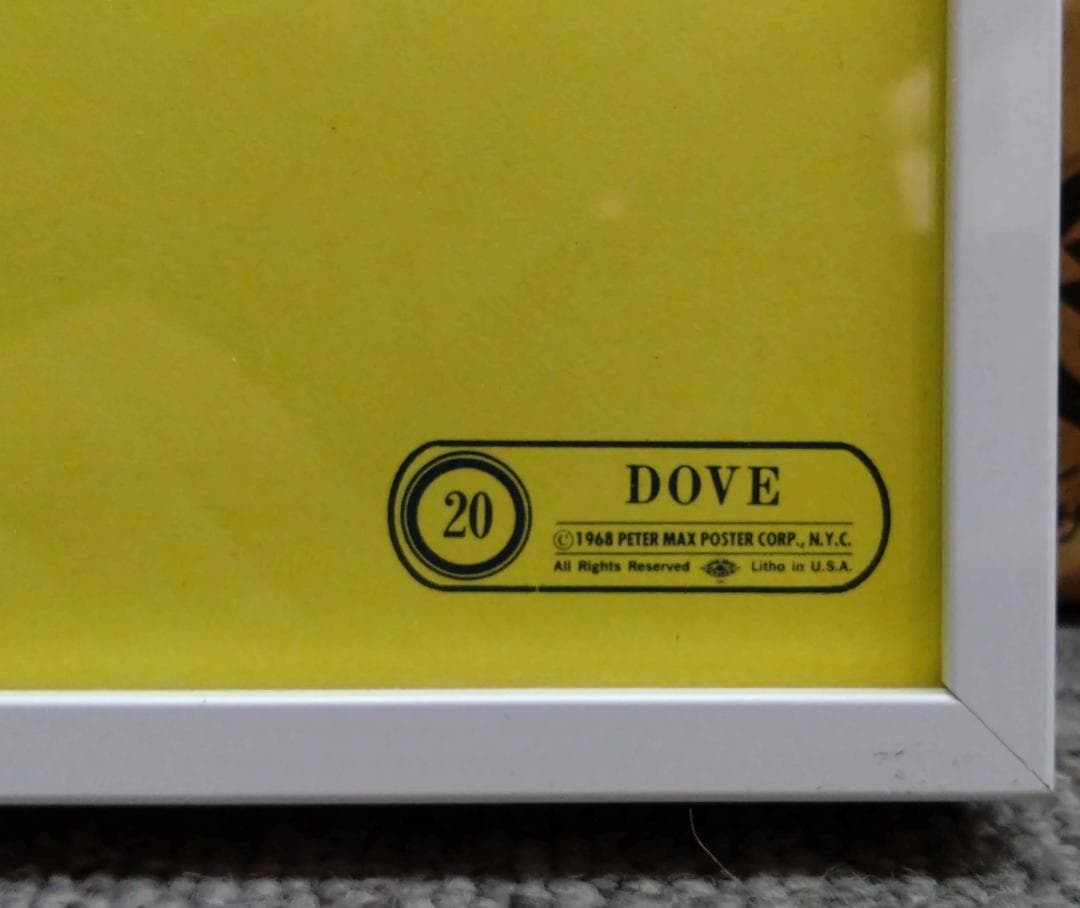 20
DOVE
©1968 PETER MAX POSTER CORP., N.Y.C.
All Rights Reserved Litho in U.S.A.